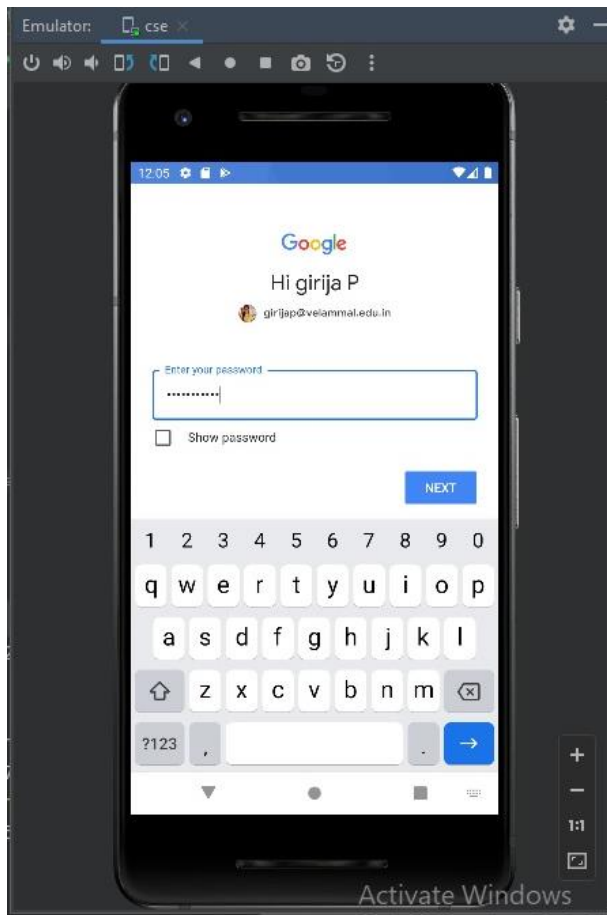 Emulator: cse
12:05
Google
Hi girija P
girijap@velammal.edu.in
Enter your password
••••••••••
Show password
NEXT
1 2 3 4 5 6 7 8 9 0
q w e r t y u i o p
a s d f g h j k l
z x c v b n m
?123 , .
1:1
Activate Windows